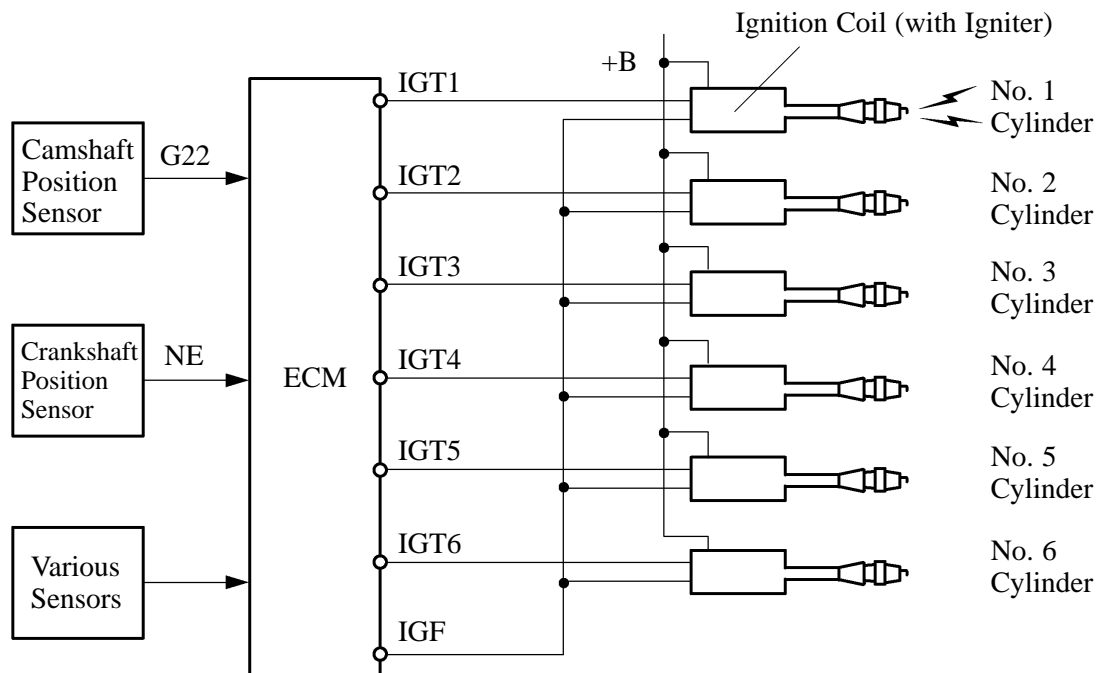 Ignition Coil (with Igniter)
+B
IGT1
No. 1
Cylinder
Camshaft
Position
Sensor
G22
IGT2
No. 2
Cylinder
IGT3
No. 3
Cylinder
Crankshaft
Position
Sensor
NE
ECM
IGT4
No. 4
Cylinder
IGT5
No. 5
Cylinder
Various
Sensors
IGT6
No. 6
Cylinder
IGF